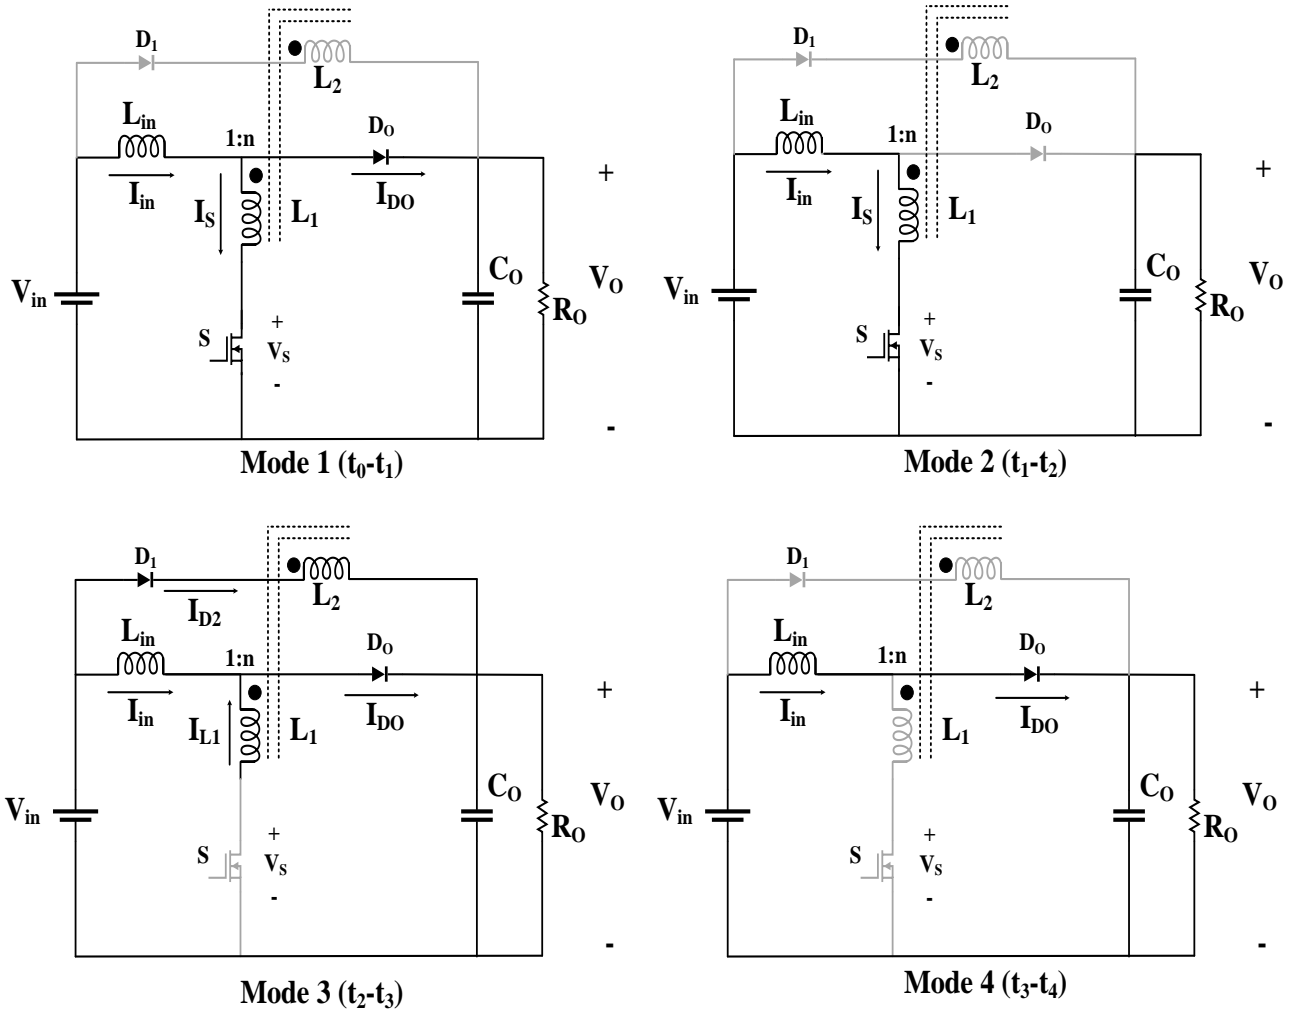 D1
L2
Lin
1:n
DO
Iin
IS
L1
IDO
Vin
CO
+
VO
-
RO
S
+
VS
-
Mode 1 (t0-t1)
D1
L2
Lin
1:n
DO
Iin
IS
L1
Vin
CO
+
VO
-
RO
S
+
VS
-
Mode 2 (t1-t2)
D1
ID2
L2
Lin
1:n
DO
Iin
IL1
L1
IDO
Vin
CO
+
VO
-
RO
S
+
VS
-
Mode 3 (t2-t3)
D1
L2
Lin
1:n
DO
Iin
L1
IDO
Vin
CO
+
VO
-
RO
S
+
VS
-
Mode 4 (t3-t4)